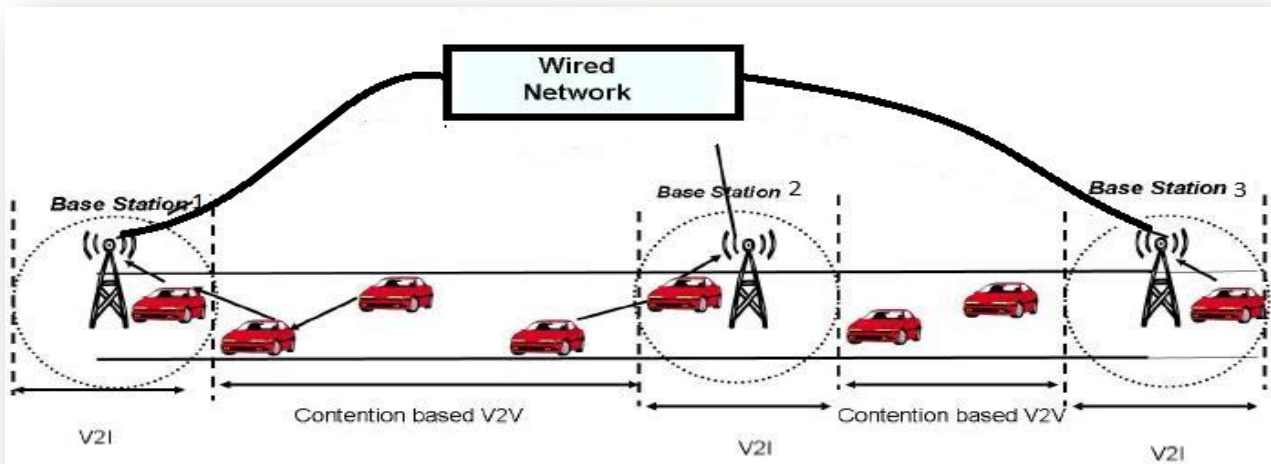 Wired
Network
Base Station 1
Base Station 2
Base Station 3
Contention based V2V
Contention based V2V
V2I
V2I
V2I